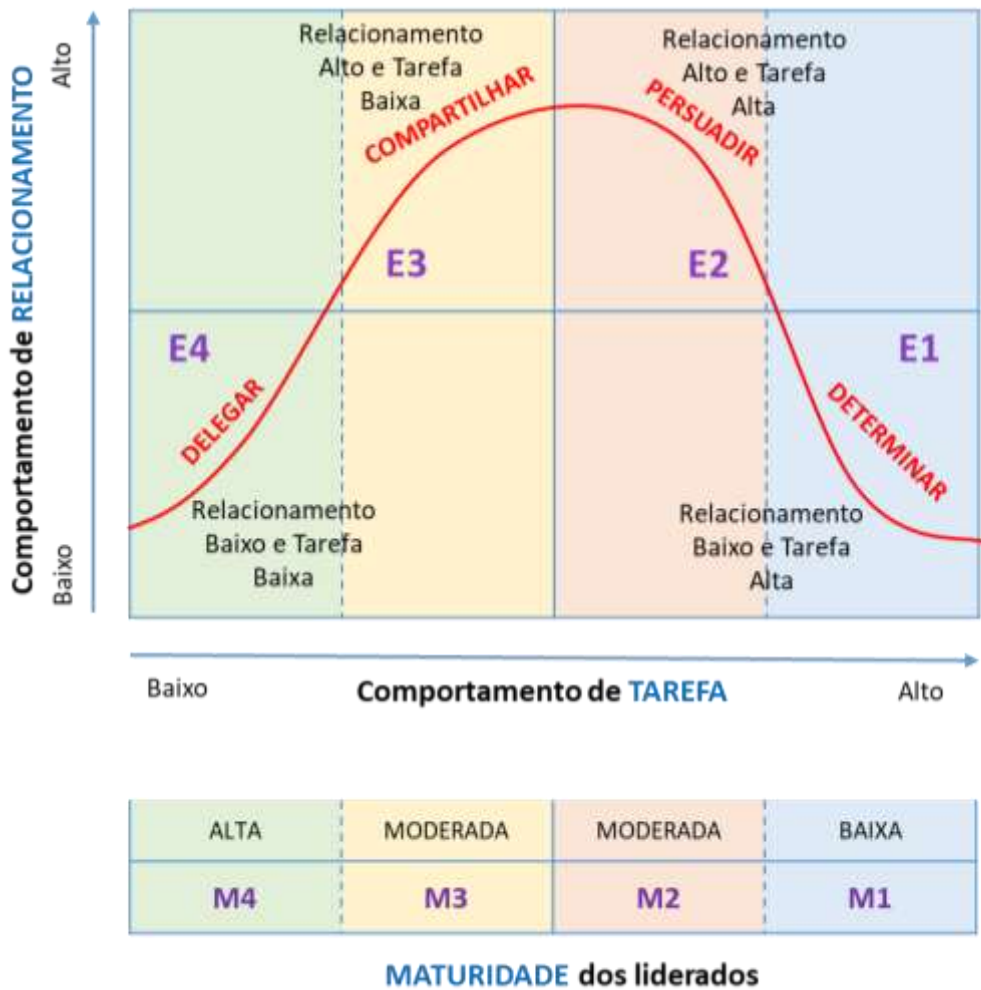 Comportamento de RELACIONAMENTO
Alto
Baixo
Relacionamento
Alto e Tarefa
Baixa
Relacionamento
Alto e Tarefa
Alta
COMPARTILHAR
PERSUADIR
E3
E2
E4
E1
DELEGAR
DETERMINAR
Relacionamento
Baixo e Tarefa
Baixa
Relacionamento
Baixo e Tarefa
Alta
Baixo
Comportamento de TAREFA
Alto
ALTA
MODERADA
MODERADA
BAIXA
M4
M3
M2
M1
MATURIDADE dos liderados